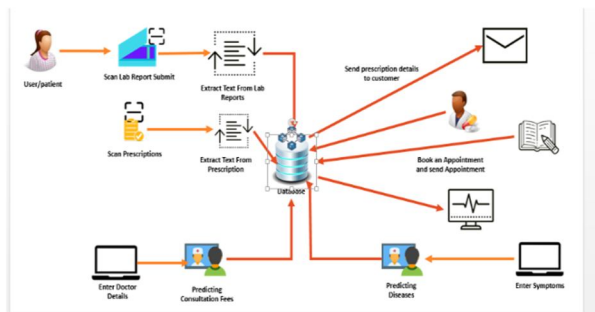 Send prescription details
to customer
User/patient
Scan Lab Report Submit
Extract Text From Lab
Reports
Scan Prescriptions
Extract Text From
Prescription
Book an Appointment
and send Appointment
Database
Enter Doctor
Details
Predicting
Consultation Fees
Predicting
Diseases
Enter Symptoms